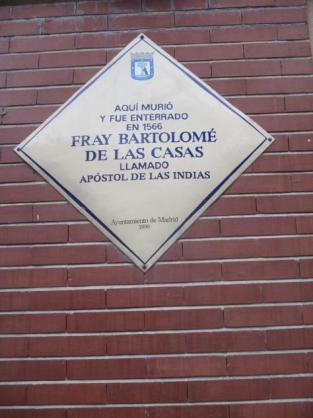 AQUÍ MURIÓ
Y FUE ENTERRADO
EN 1566
FRAY BARTOLOMÉ
DE LAS CASAS
LLAMADO
APÓSTOL DE LAS INDIAS
Ayuntamiento de Madrid